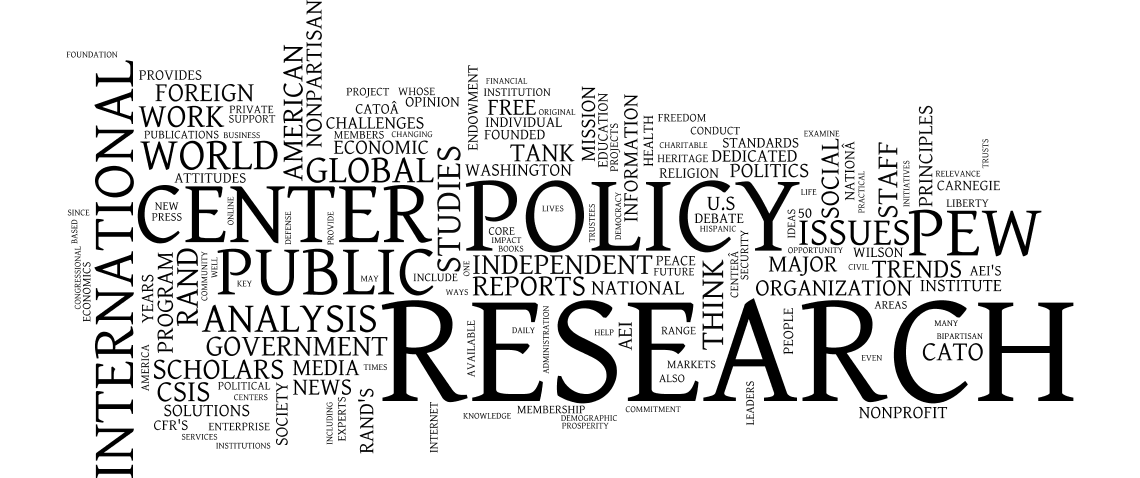 FOUNDATION
INTERNATIONAL
PROVIDES
FOREIGN
WORK
PRIVATE
SUPPORT
PUBLICATIONS
BUSINESS
WORLD
ATTITUDES
AMERICAN
NONPARTISAN
PROJECT
WHOSE
CATOÂ
OPINION
CHALLENGES
MEMBERS
CHANGING
ECONOMIC
GLOBAL
ENDOWMENT
FINANCIAL
INSTITUTION
FREE
ORIGINAL
INDIVIDUAL
FOUNDED
TANK
WASHINGTON
MISSION
EDUCATION
PROJECTS
INFORMATION
HEALTH
FREEDOM
CONDUCT
CHARITABLE
STANDARDS
HERITAGE
DEDICATED
RELIGION
POLITICS
EXAMINE
SOCIAL
NATIONÂ
PRACTICAL
STAFF
INITIATIVES
PRINCIPLES
RELEVANCE
CARNEGIE
TRUSTS
LIBERTY
SINCE
CENTER
NEW
PRESS
ONLINE
DEFENSE
PROVIDE
STUDIES
POLICY
CORE
IMPACT
BOOKS
LIVES
TRUSTEES
DEMOCRACY
U.S
DEBATE
HISPANIC
LIFE
IDEAS
50
ISSUES
PEW
OPPORTUNITY
WILSON
CONGRESSIONAL
BASED
ECONOMICS
YEARS
PROGRAM
RAND
COMMUNITY
WELL
PUBLIC
KEY
MAY
INCLUDE
ONE
WAYS
INDEPENDENT
PEACE
FUTURE
REPORTS
NATIONAL
THINK
CENTERÂ
SECURITY
MAJOR
CIVIL
TRENDS
AEI'S
ORGANIZATION
INSTITUTE
AREAS
ANALYSIS
GOVERNMENT
RESEARCH
AVAILABLE
DAILY
ADMINISTRATION
HELP
AEI
RANGE
MARKETS
ALSO
PEOPLE
EVEN
MANY
BIPARTISAN
CATO
AMERICA
SCHOLARS
MEDIA
TIMES
CSIS
POLITICAL
CENTERS
NEWS
SOLUTIONS
CFR'S
ENTERPRISE
SERVICES
INSTITUTIONS
SOCIETY
INCLUDING
EXPERTS
RAND'S
INTERNET
KNOWLEDGE
MEMBERSHIP
DEMOGRAPHIC
PROSPERITY
COMMITMENT
LEADERS
NONPROFIT